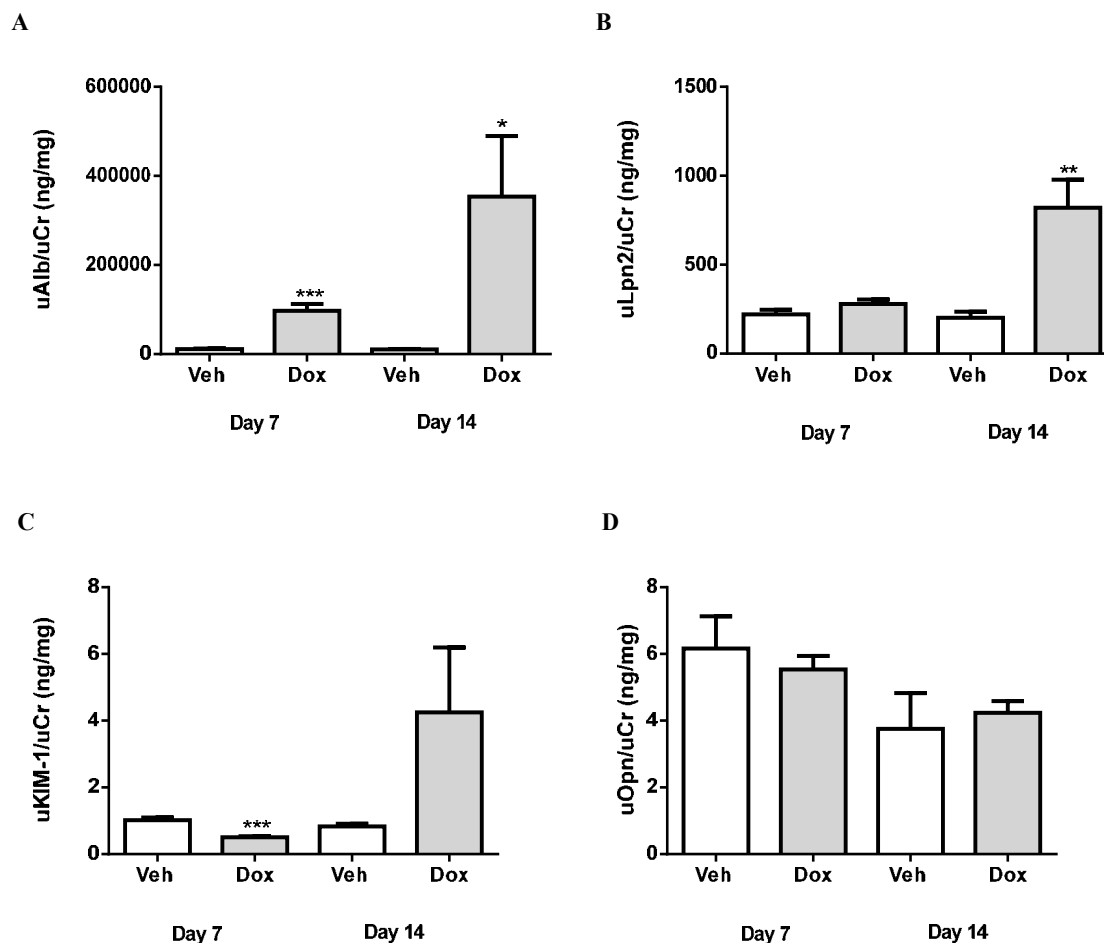 A
uAlb/uCr (ng/mg)
600000
400000
200000
0
***
*
Veh Dox Veh Dox
Day 7 Day 14
B
uLpn2/uCr (ng/mg)
1500
1000
500
0
**
Veh Dox Veh Dox
Day 7 Day 14
C
uKIM-1/uCr (ng/mg)
8
6
4
2
0
***
Veh Dox Veh Dox
Day 7 Day 14
D
uOpn/uCr (ng/mg)
8
6
4
2
0
Veh Dox Veh Dox
Day 7 Day 14